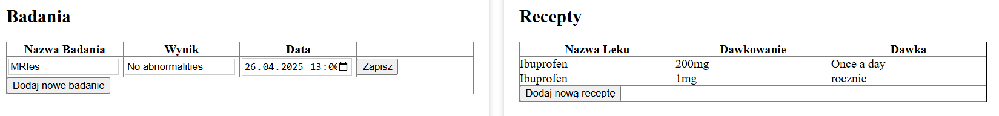 Badania
Nazwa Badania Wynik Data
MRIes No abnormalities 26.04.2025 13:00 Zapisz
Dodaj nowe badanie
Recepty
Nazwa Leku Dawkowanie Dawka
Ibuprofen 200mg Once a day
Ibuprofen 1mg rocznie
Dodaj nową receptę